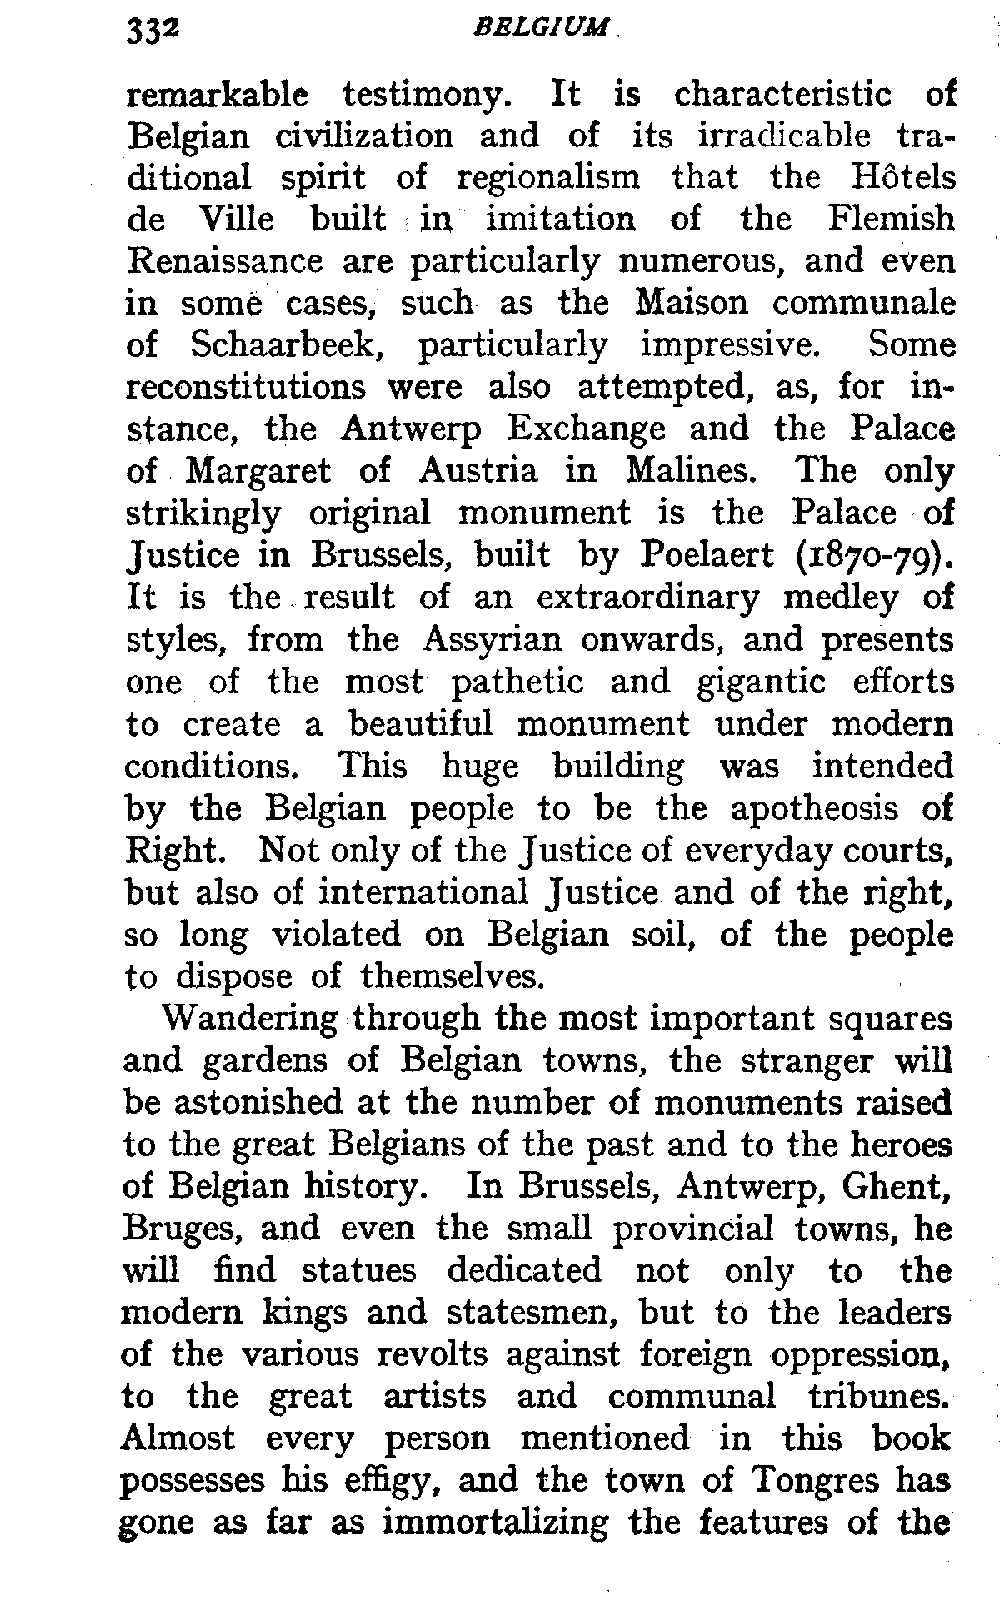 332 BELGIUM
remarkable testimony. It is characteristic of
Belgian civilization and of its irradicable tra-
ditional spirit of regionalism that the Hôtels
de Ville built in imitation of the Flemish
Renaissance are particularly numerous, and even
in some cases, such as the Maison communale
of Schaarbeek, particularly impressive. Some
reconstitutions were also attempted, as, for in-
stance, the Antwerp Exchange and the Palace
of Margaret of Austria in Malines. The only
strikingly original monument is the Palace of
Justice in Brussels, built by Poelaert (1870-79).
It is the result of an extraordinary medley of
styles, from the Assyrian onwards, and presents
one of the most pathetic and gigantic efforts
to create a beautiful monument under modern
conditions. This huge building was intended
by the Belgian people to be the apotheosis of
Right. Not only of the Justice of everyday courts,
but also of international Justice and of the right,
so long violated on Belgian soil, of the people
to dispose of themselves.
Wandering through the most important squares
and gardens of Belgian towns, the stranger will
be astonished at the number of monuments raised
to the great Belgians of the past and to the heroes
of Belgian history. In Brussels, Antwerp, Ghent,
Bruges, and even the small provincial towns, he
will find statues dedicated not only to the
modern kings and statesmen, but to the leaders
of the various revolts against foreign oppression,
to the great artists and communal tribunes.
Almost every person mentioned in this book
possesses his effigy, and the town of Tongres has
gone as far as immortalizing the features of the